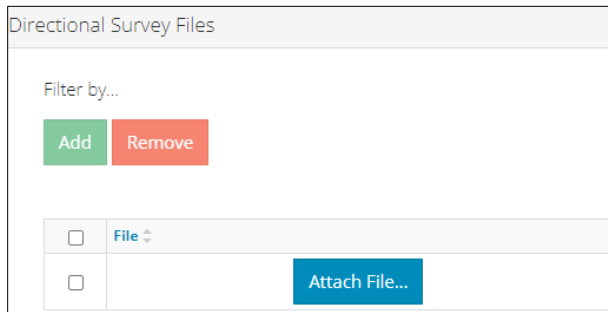 Directional Survey Files
Filter by...
Add Remove
File
Attach File...